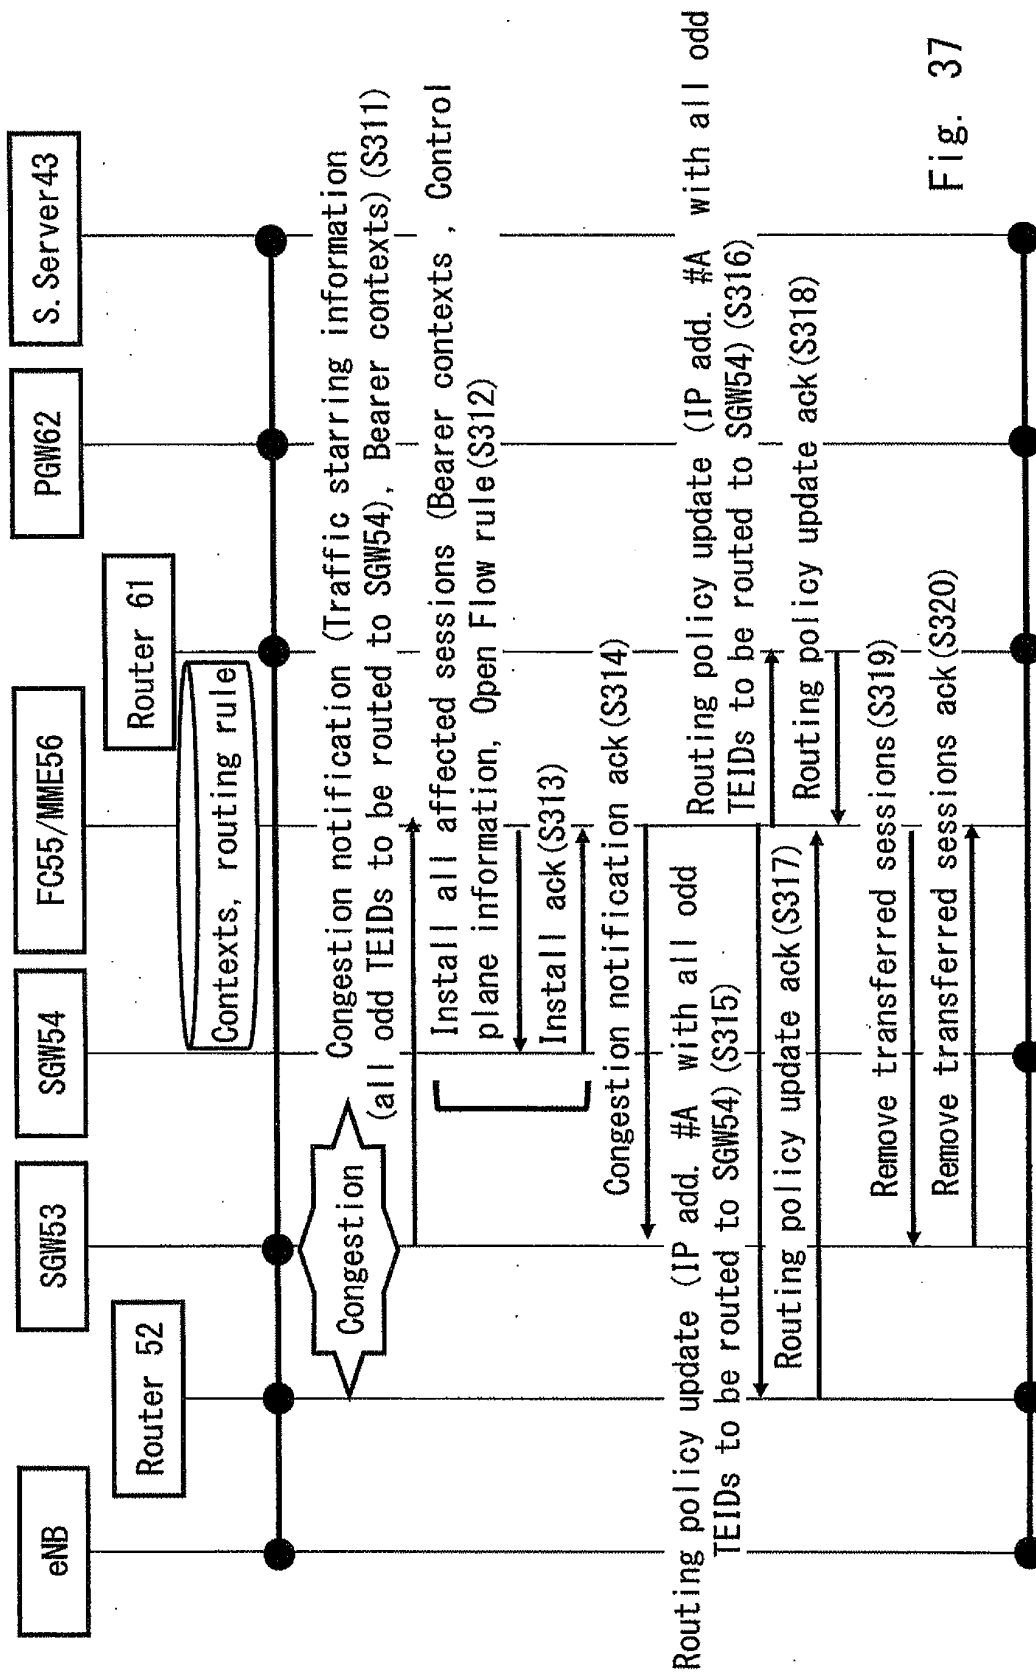 eNB
Router 52
SGW53
SGW54
FC55/MME56
Router 61
PGW62
S. Server43
Contexts, routing rule
Congestion
Congestion notification (Traffic starring information
(all odd TEIDs to be routed to SGW54), Bearer contexts) (S311)
Install all affected sessions (Bearer contexts , Control
plane information, Open Flow rule(S312)
Install ack(S313)
Congestion notification ack(S314)
Routing policy update (IP add. #A with all odd
TEIDs to be routed to SGW54) (S315)
Routing policy update (IP add. #A with all odd
TEIDs to be routed to SGW54) (S316)
Routing policy update ack(S317)
Routing policy update ack(S318)
Remove transferred sessions(S319)
Remove transferred sessions ack(S320)
Fig. 37